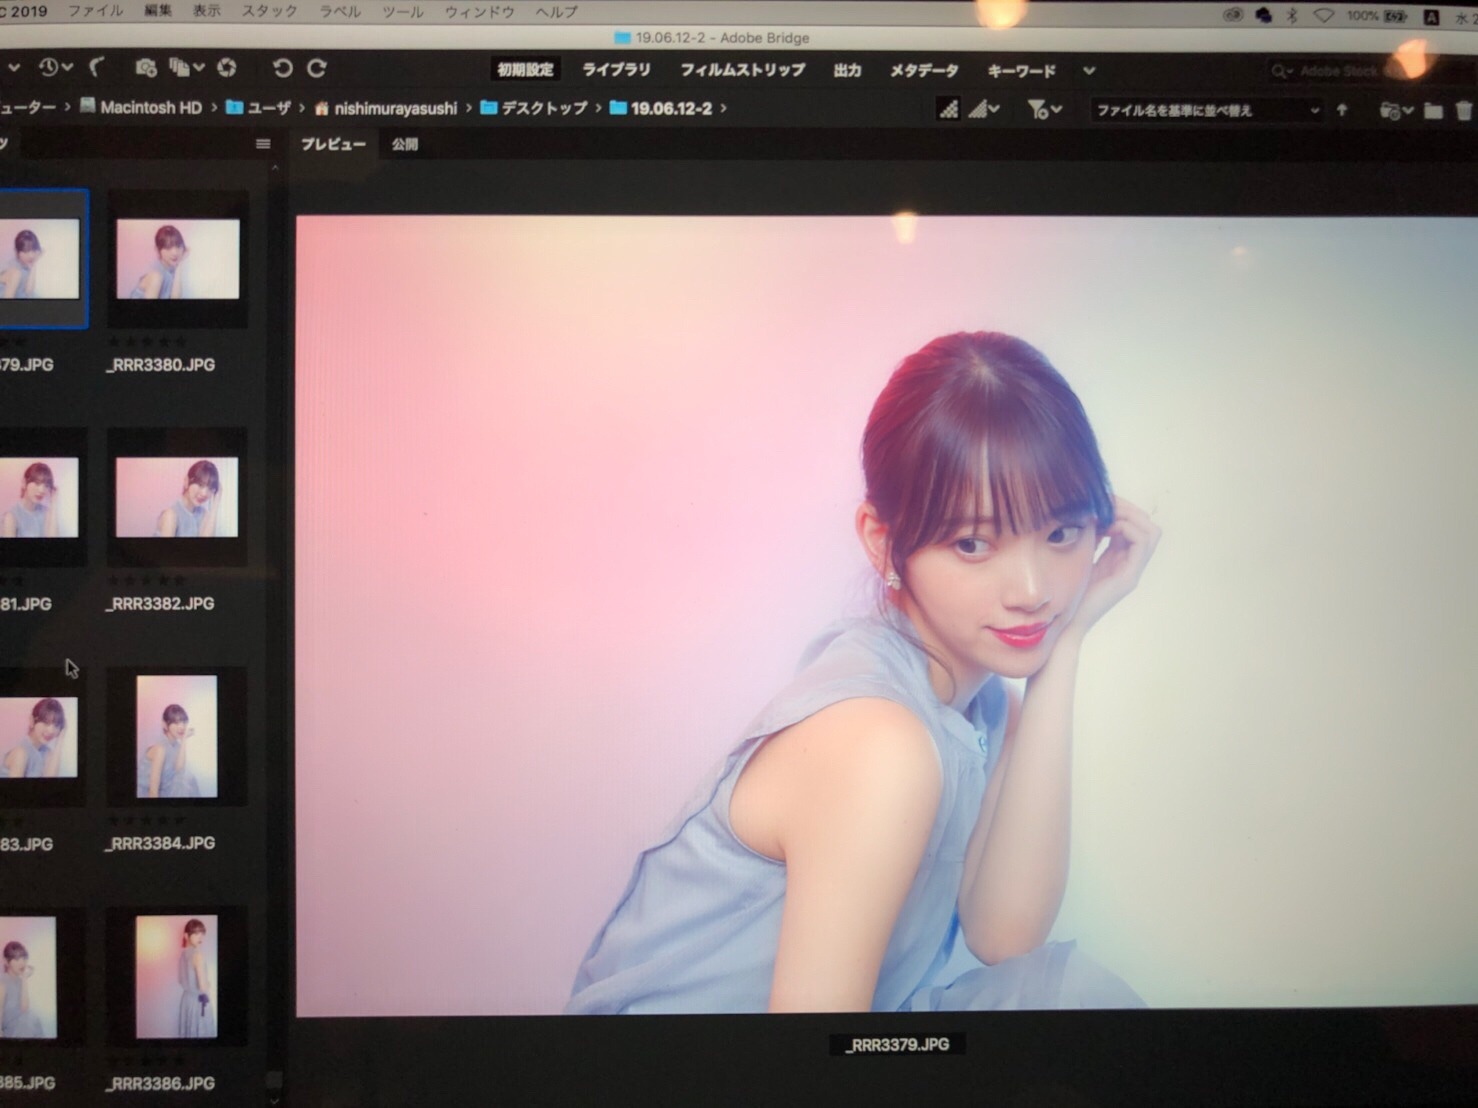 C 2019 ファイル 編集 表示 スタック ラベル ツール ウィンドウ ヘルプ 100% A 水 2
19.06.12-2 - Adobe Bridge
初期設定 ライブラリ フィルムストリップ 出力 メタデータ キーワード Adobe Stock
ューター > Macintosh HD > ユーザ > nishimurayasushi > デスクトップ > 19.06.12-2 > ファイル名を基準に並べ替え
ツ プレビュー 公開
79.JPG _RRR3380.JPG
81.JPG _RRR3382.JPG
83.JPG _RRR3384.JPG
_RRR3379.JPG
385.JPG _RRR3386.JPG